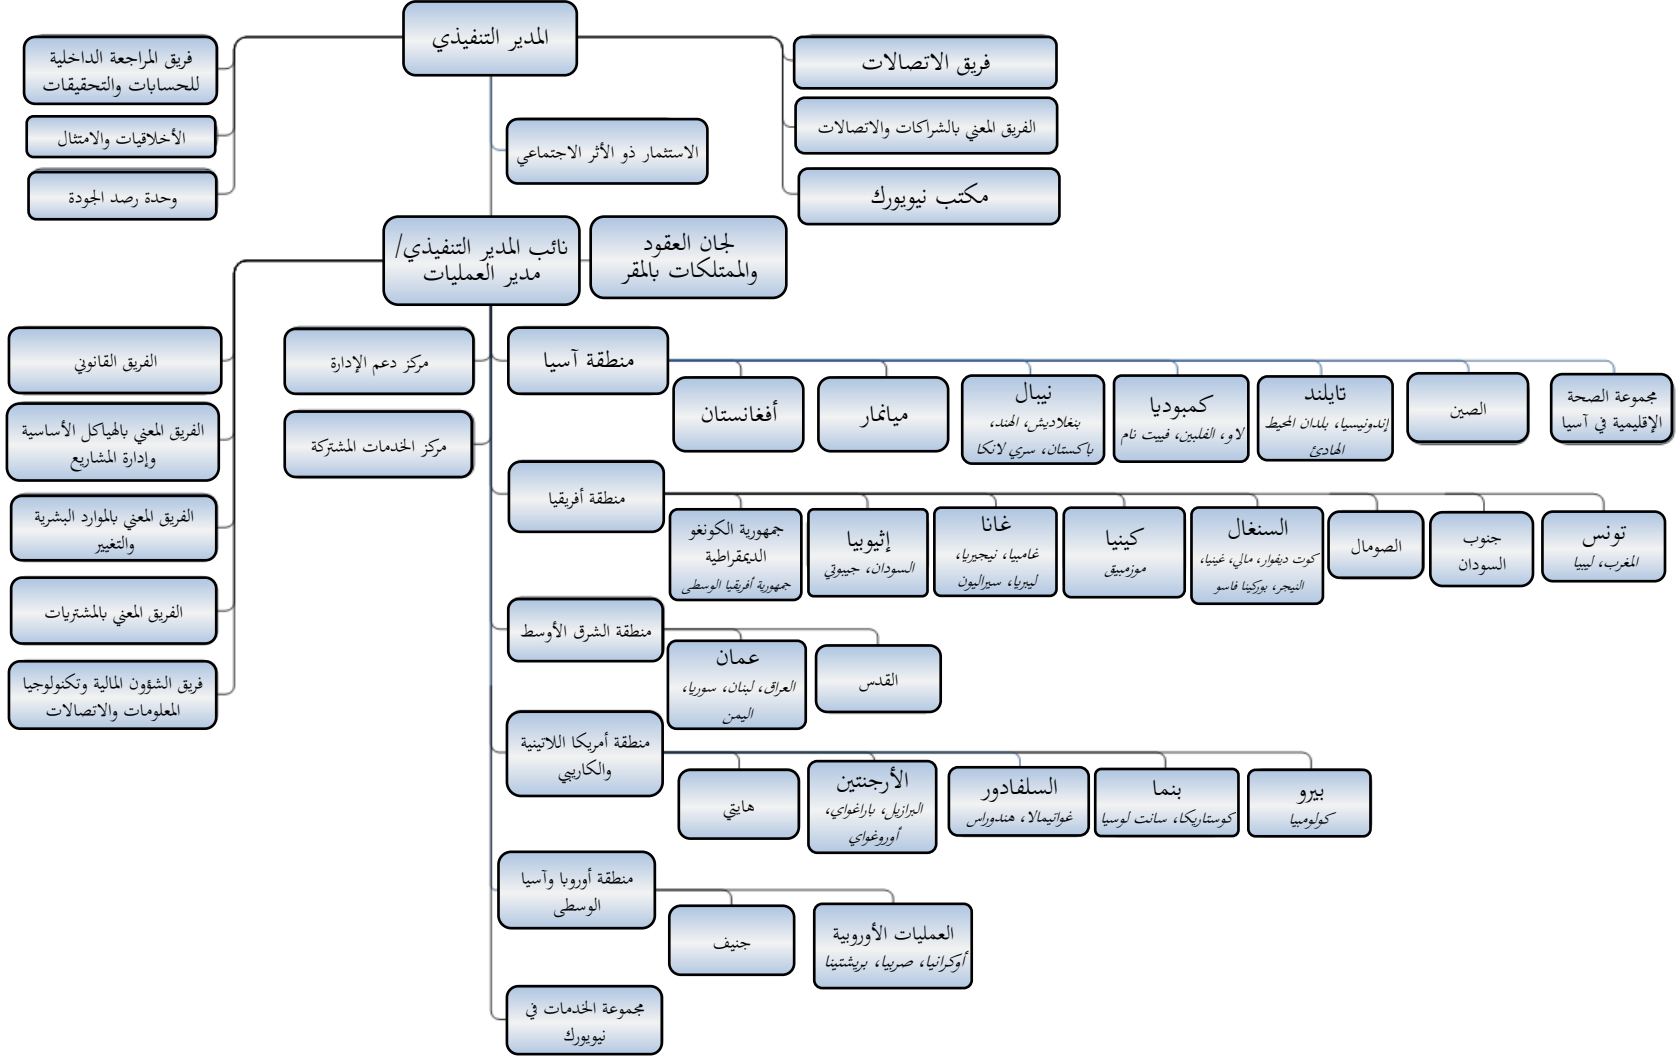 المدير التنفيذي
فريق الاتصالات
الفريق المعني بالشراكات والاتصالات
مكتب نيويورك
فريق المراجعة الداخلية
للحسابات والتحقيقات
الأخلاقيات والامتثال
وحدة رصد الجودة
الاستثمار ذو الأثر الاجتماعي
نائب المدير التنفيذي/
مدير العمليات
لجان العقود
والممتلكات بالمقر
الفريق القانوني
الفريق المعني بالهياكل الأساسية
وإدارة المشاريع
الفريق المعني بالموارد البشرية
والتغيير
الفريق المعني بالمشتريات
فريق الشؤون المالية وتكنولوجيا
المعلومات والاتصالات
مركز دعم الإدارة
مركز الخدمات المشتركة
منطقة آسيا
أفغانستان
ميانمار
نيبال
بنغلاديش، الهند،
باكستان، سري لانكا
كمبوديا
لاو، الفلبين، فييت نام
تايلند
إندونيسيا، بلدان المحيط
الهادئ
الصين
مجموعة الصحة
الإقليمية في آسيا
منطقة أفريقيا
جمهورية الكونغو
الديمقراطية
جمهورية أفريقيا الوسطى
إثيوبيا
السودان، جيبوتي
غانا
غامبيا، نيجيريا،
ليبريا، سيراليون
كينيا
موزمبيق
السنغال
كوت ديفوار، مالي، غينيا،
النيجر، بوركينا فاسو
الصومال
جنوب
السودان
تونس
المغرب، ليبيا
منطقة الشرق الأوسط
عمان
العراق، لبنان، سوريا،
اليمن
القدس
منطقة أمريكا اللاتينية
والكاريبي
هايتي
الأرجنتين
البرازيل، باراغواي،
أوروغواي
السلفادور
غواتيمالا، هندوراس
بنما
كوستاريكا، سانت لوسيا
بيرو
كولومبيا
منطقة أوروبا وآسيا
الوسطى
جنيف
العمليات الأوروبية
أوكرانيا، صربيا، بريشتينا
مجموعة الخدمات في
نيويورك